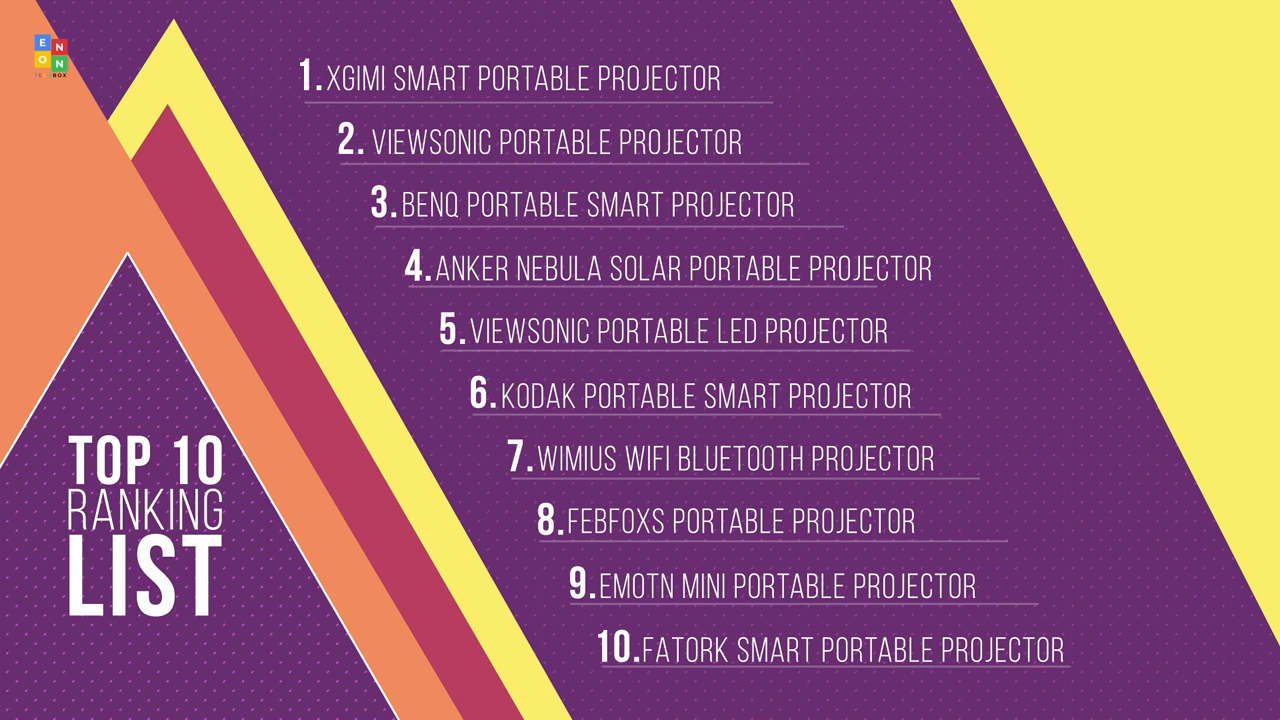 E N
O N
TECHBOX
1. XGIMI SMART PORTABLE PROJECTOR
2. VIEWSONIC PORTABLE PROJECTOR
3. BENQ PORTABLE SMART PROJECTOR
4. ANKER NEBULA SOLAR PORTABLE PROJECTOR
5. VIEWSONIC PORTABLE LED PROJECTOR
6. KODAK PORTABLE SMART PROJECTOR
7. WIMIUS WIFI BLUETOOTH PROJECTOR
8. FEBFOXS PORTABLE PROJECTOR
9. EMOTN MINI PORTABLE PROJECTOR
10. FATORK SMART PORTABLE PROJECTOR
TOP 10
RANKING
LIST